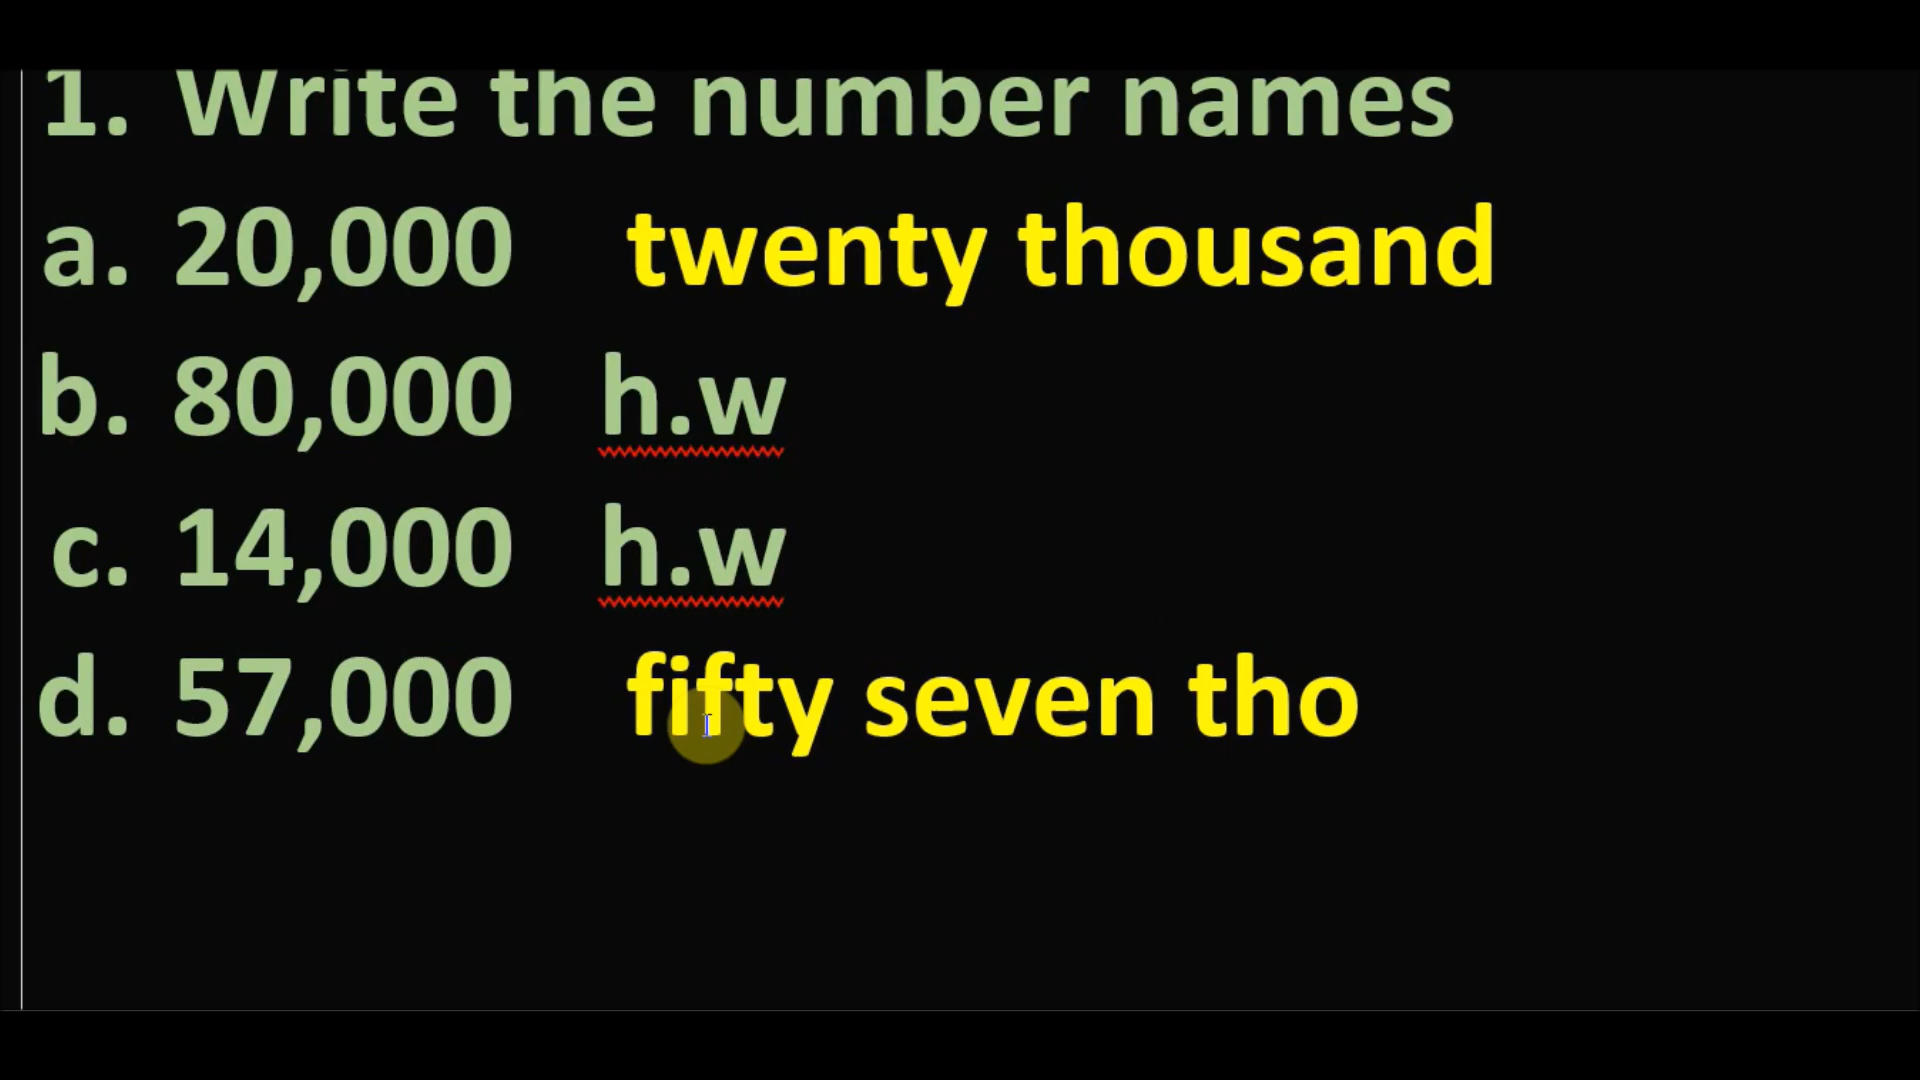 1. Write the number names
a. 20,000 twenty thousand
b. 80,000 h.w
c. 14,000 h.w
d. 57,000 fifty seven tho